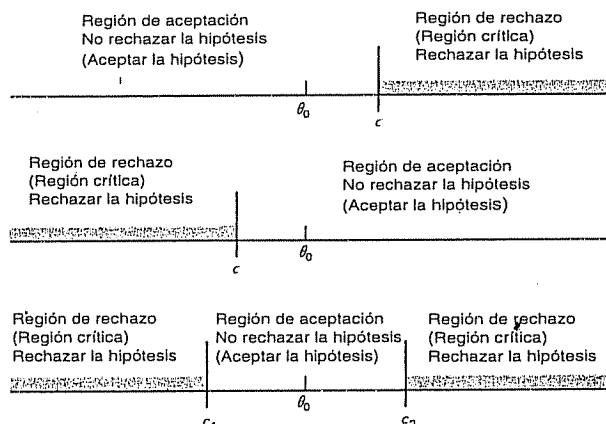 Región de aceptación
No rechazar la hipótesis
(Aceptar la hipótesis)
Región de rechazo
(Región crítica)
Rechazar la hipótesis
θ₀
c
Región de rechazo
(Región crítica)
Rechazar la hipótesis
Región de aceptación
No rechazar la hipótesis
(Aceptar la hipótesis)
c
θ₀
Región de rechazo
(Región crítica)
Rechazar la hipótesis
Región de aceptación
No rechazar la hipótesis
(Aceptar la hipótesis)
Región de rechazo
(Región crítica)
Rechazar la hipótesis
c₁
θ₀
c₂